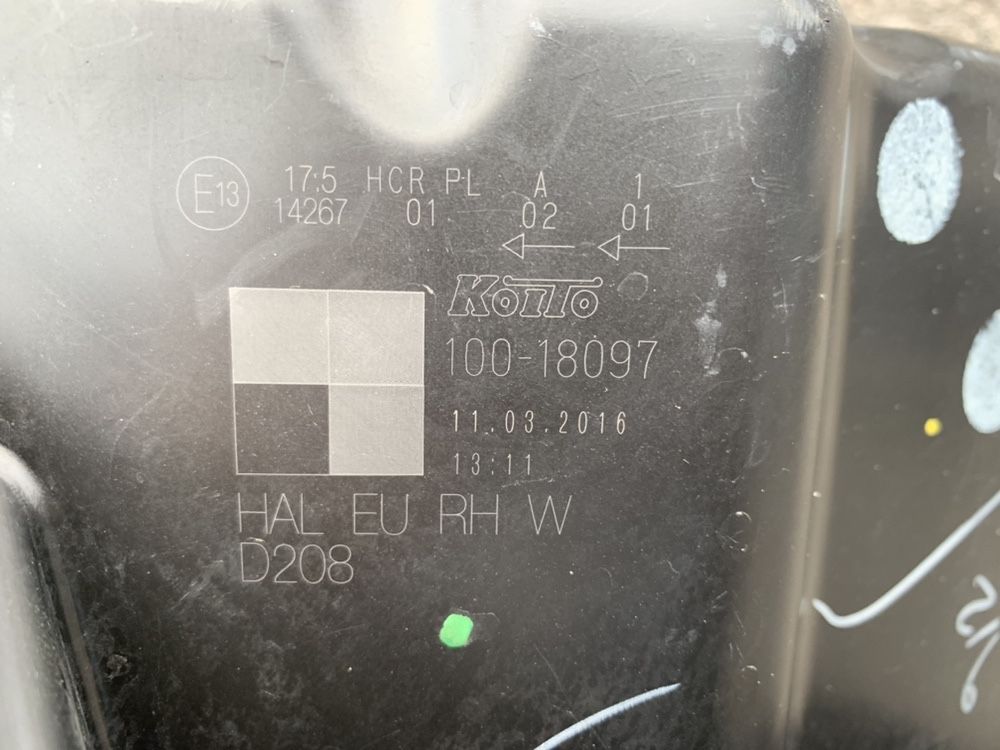 E13
17:5 HCR PL A 1
14267 01 02 01
KOITO
100-18097
11.03.2016
13:11
HAL EU RH W
D208